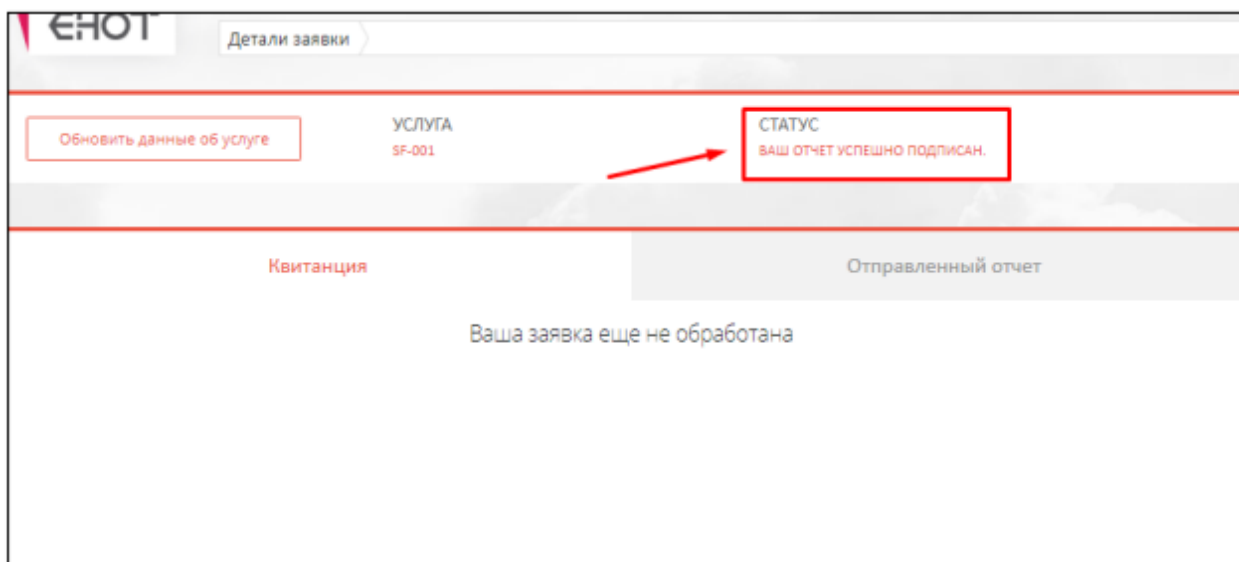 ЕНОТ
Детали заявки
Обновить данные об услуге
УСЛУГА
SF-001
СТАТУС
ВАШ ОТЧЕТ УСПЕШНО ПОДПИСАН.
Квитанция
Отправленный отчет
Ваша заявка еще не обработана